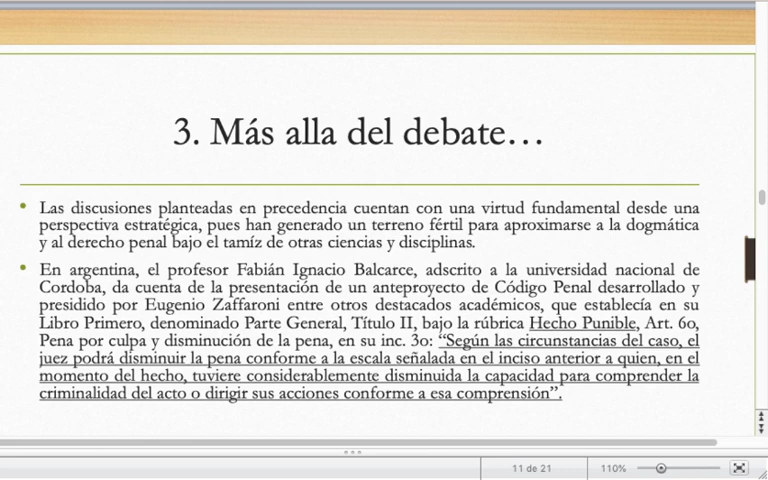 3. Más alla del debate…
• Las discusiones planteadas en precedencia cuentan con una virtud fundamental desde una
perspectiva estratégica, pues han generado un terreno fértil para aproximarse a la dogmática
y al derecho penal bajo el tamíz de otras ciencias y disciplinas.
• En argentina, el profesor Fabián Ignacio Balcarce, adscrito a la universidad nacional de
Cordoba, da cuenta de la presentación de un anteproyecto de Código Penal desarrollado y
presidido por Eugenio Zaffaroni entre otros destacados académicos, que establecía en su
Libro Primero, denominado Parte General, Título II, bajo la rúbrica Hecho Punible, Art. 6o,
Pena por culpa y disminución de la pena, en su inc. 3o: “Según las circunstancias del caso, el
juez podrá disminuir la pena conforme a la escala señalada en el inciso anterior a quien, en el
momento del hecho, tuviere considerablemente disminuida la capacidad para comprender la
criminalidad del acto o dirigir sus acciones conforme a esa comprensión”.
11 de 21 110%